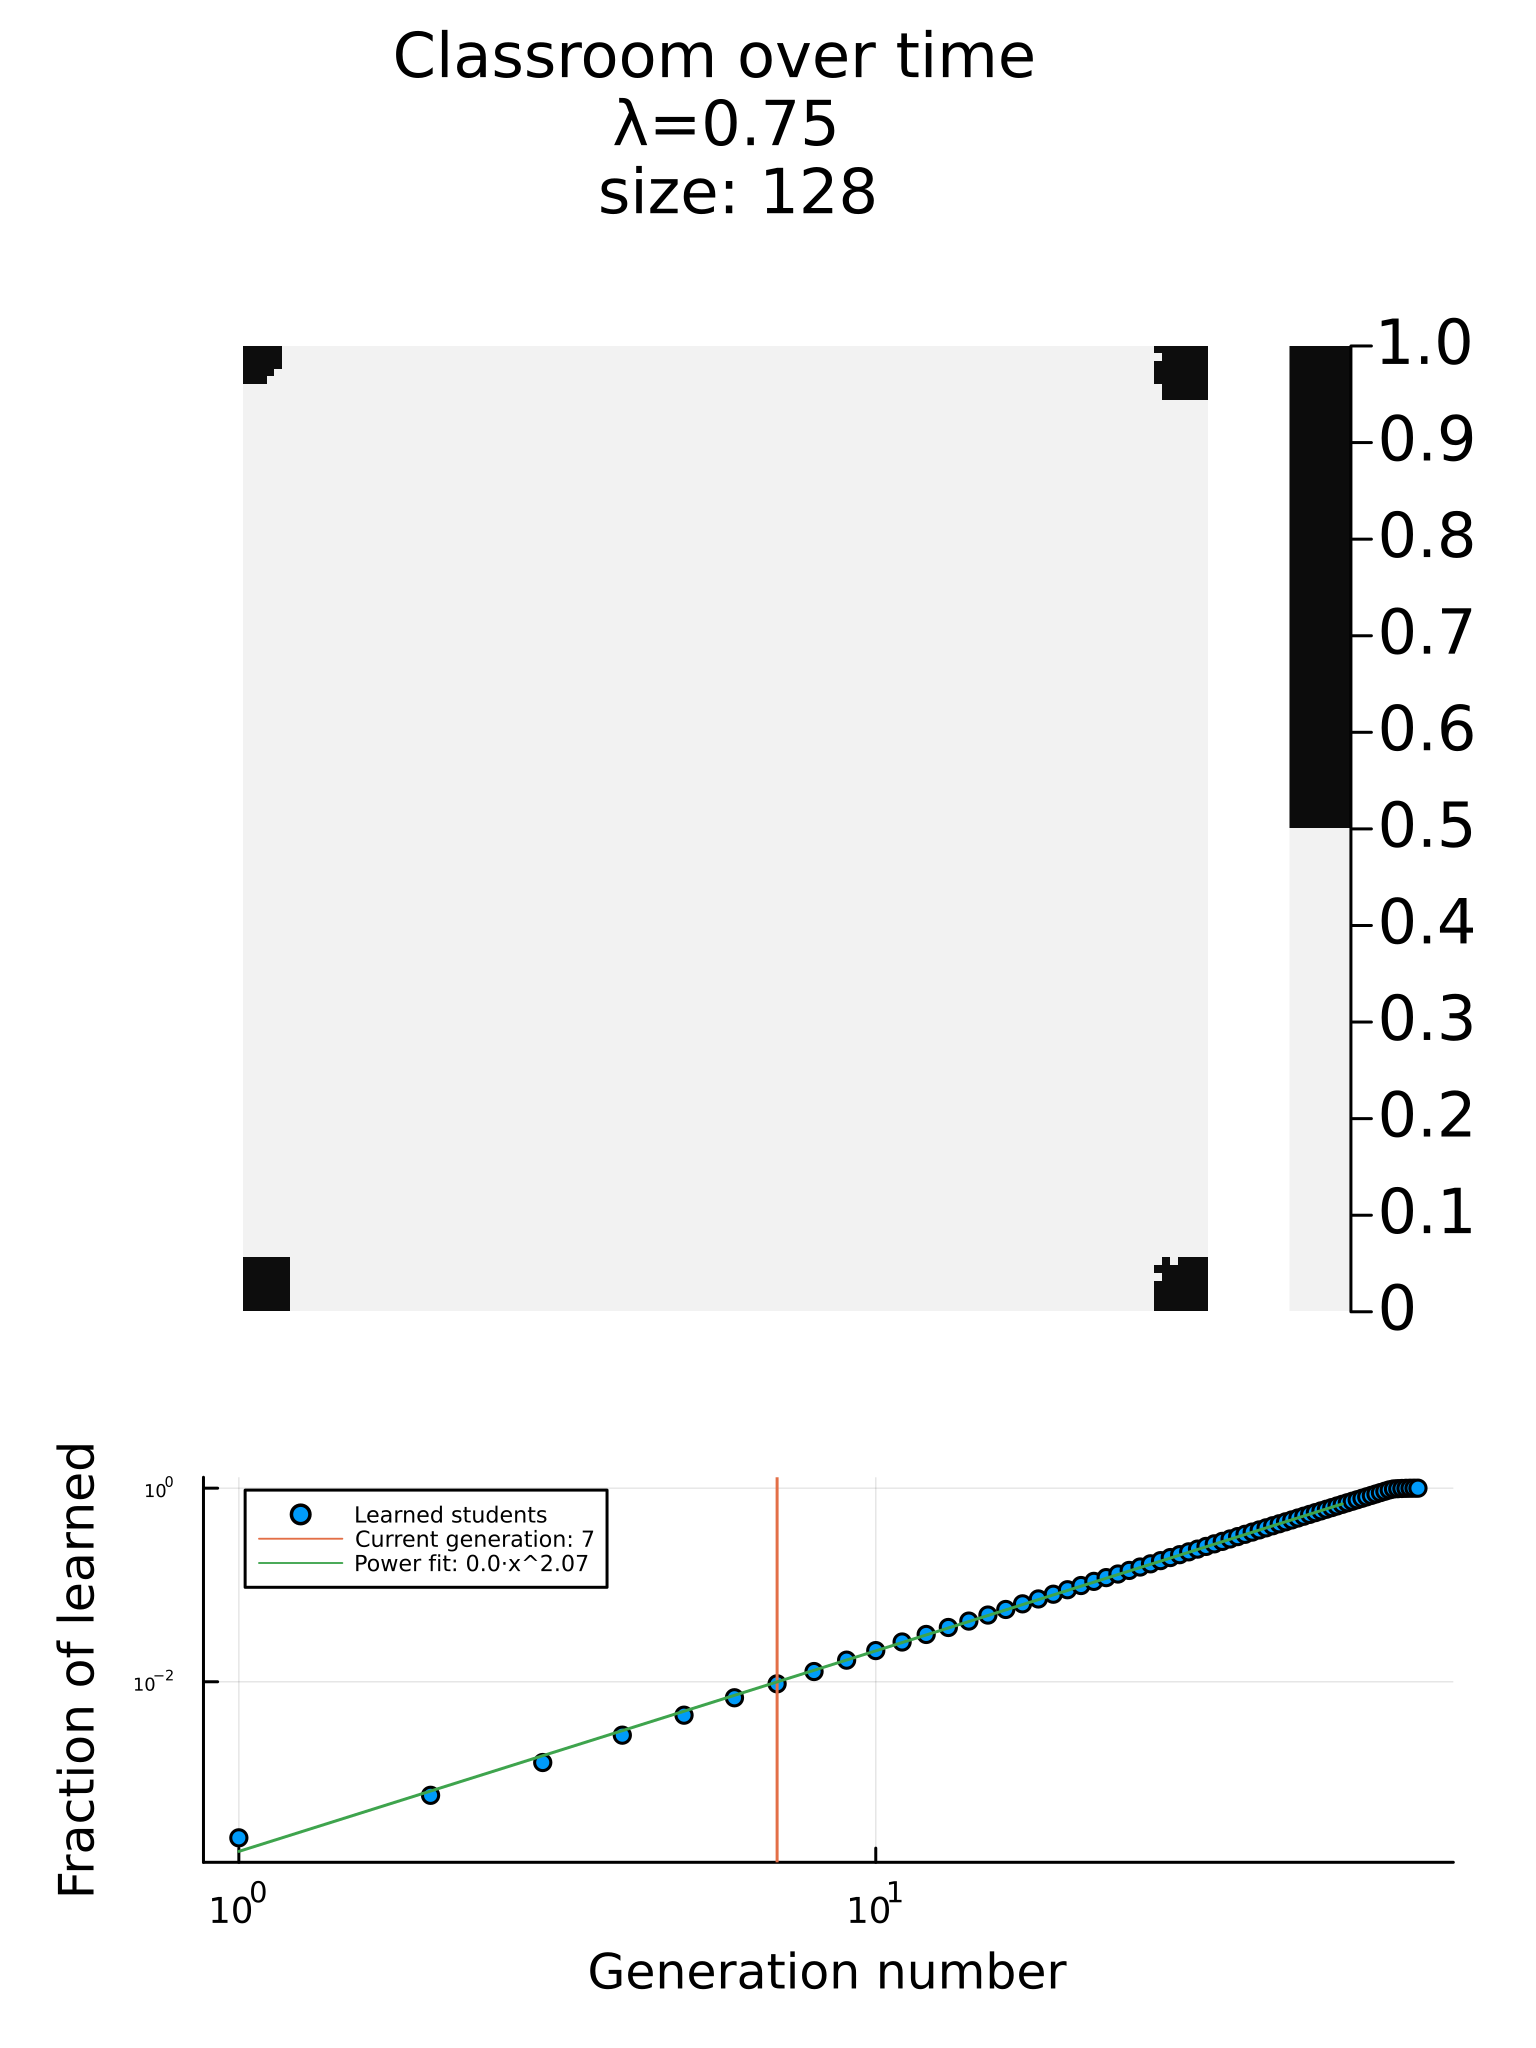 Classroom over time
λ=0.75
size: 128
1.0
0.9
0.8
0.7
0.6
0.5
0.4
0.3
0.2
0.1
0
Fraction of learned
10^0
10^−2
Learned students
Current generation: 7
Power fit: 0.0·x^2.07
10^0
10^1
Generation number